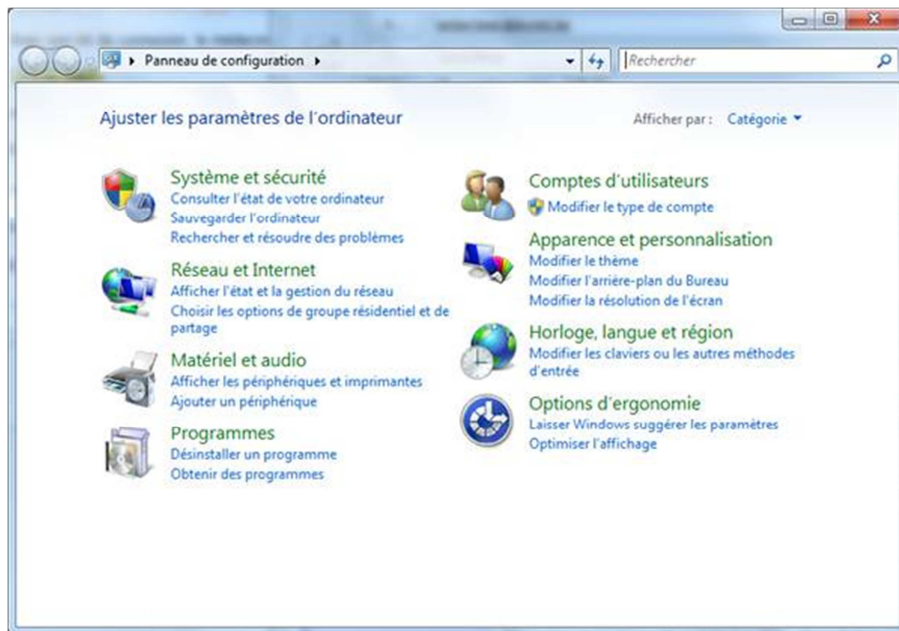 Panneau de configuration
Rechercher
Ajuster les paramètres de l'ordinateur
Afficher par : Catégorie
Système et sécurité
Consulter l'état de votre ordinateur
Sauvegarder l'ordinateur
Rechercher et résoudre des problèmes
Réseau et Internet
Afficher l'état et la gestion du réseau
Choisir les options de groupe résidentiel et de
partage
Matériel et audio
Afficher les périphériques et imprimantes
Ajouter un périphérique
Programmes
Désinstaller un programme
Obtenir des programmes
Comptes d'utilisateurs
Modifier le type de compte
Apparence et personnalisation
Modifier le thème
Modifier l'arrière-plan du Bureau
Modifier la résolution de l'écran
Horloge, langue et région
Modifier les claviers ou les autres méthodes
d'entrée
Options d'ergonomie
Laisser Windows suggérer les paramètres
Optimiser l'affichage